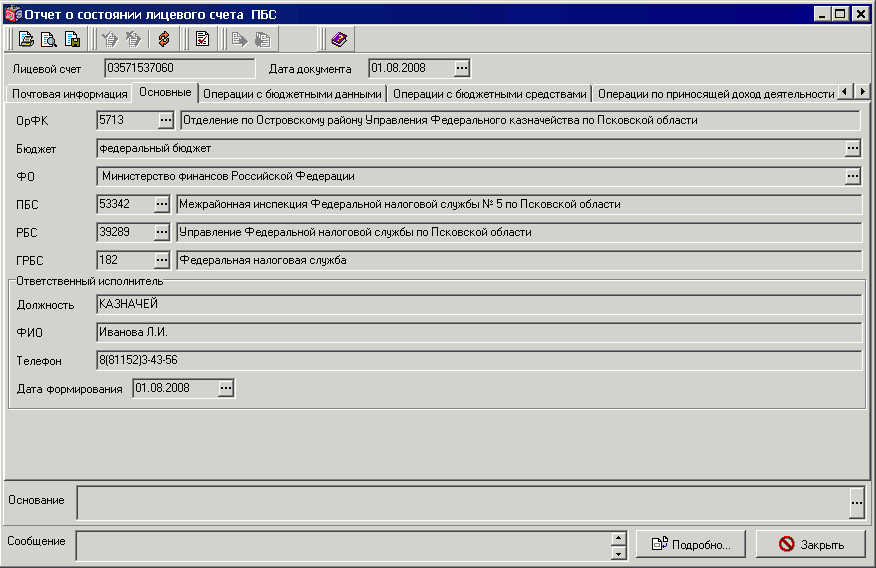 Отчет о состоянии лицевого счета ПБС
Лицевой счет 03571537060 Дата документа 01.08.2008 ...
Почтовая информация Основные Операции с бюджетными данными Операции с бюджетными средствами Операции по приносящей доход деятельности
ОрФК 5713 ... Отделение по Островскому району Управления Федерального казначейства по Псковской области
Бюджет федеральный бюджет ...
ФО Министерство финансов Российской Федерации ...
ПБС 53342 ... Межрайонная инспекция Федеральной налоговой службы № 5 по Псковской области
РБС 39289 ... Управление Федеральной налоговой службы по Псковской области
ГРБС 182 ... Федеральная налоговая служба
Ответственный исполнитель
Должность КАЗНАЧЕЙ
ФИО Иванова Л.И.
Телефон 8(81152)3-43-56
Дата формирования 01.08.2008 ...
Основание ...
Сообщение Подробно... Закрыть